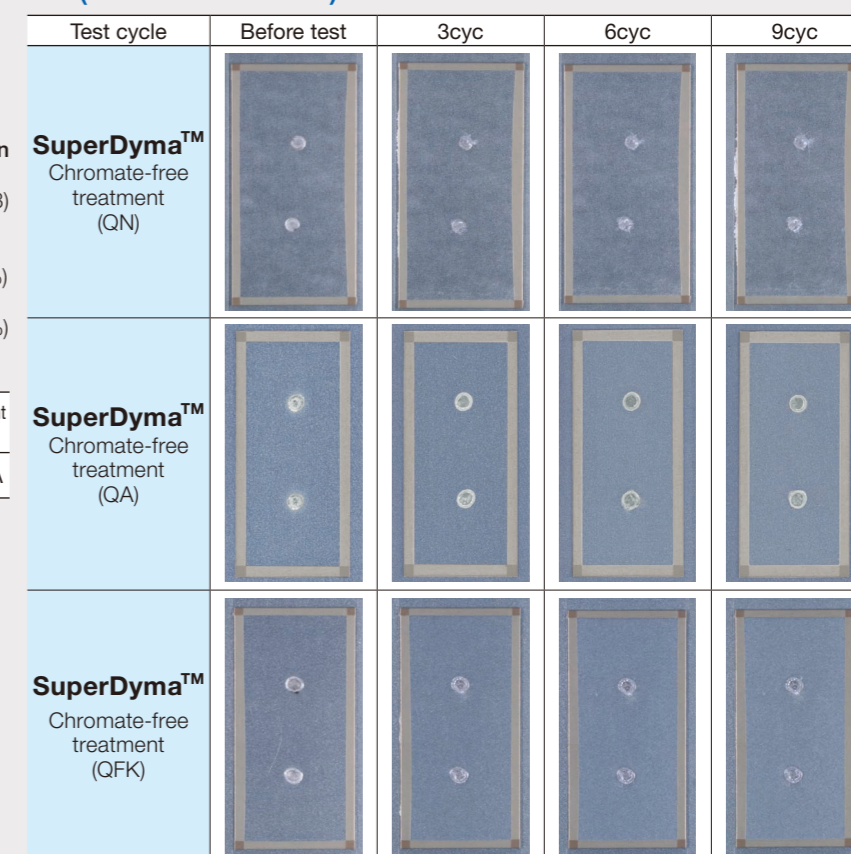 Test cycle Before test 3cyc 6cyc 9cyc
SuperDyma™
Chromate-free
treatment
(QN)
SuperDyma™
Chromate-free
treatment
(QA)
SuperDyma™
Chromate-free
treatment
(QFK)